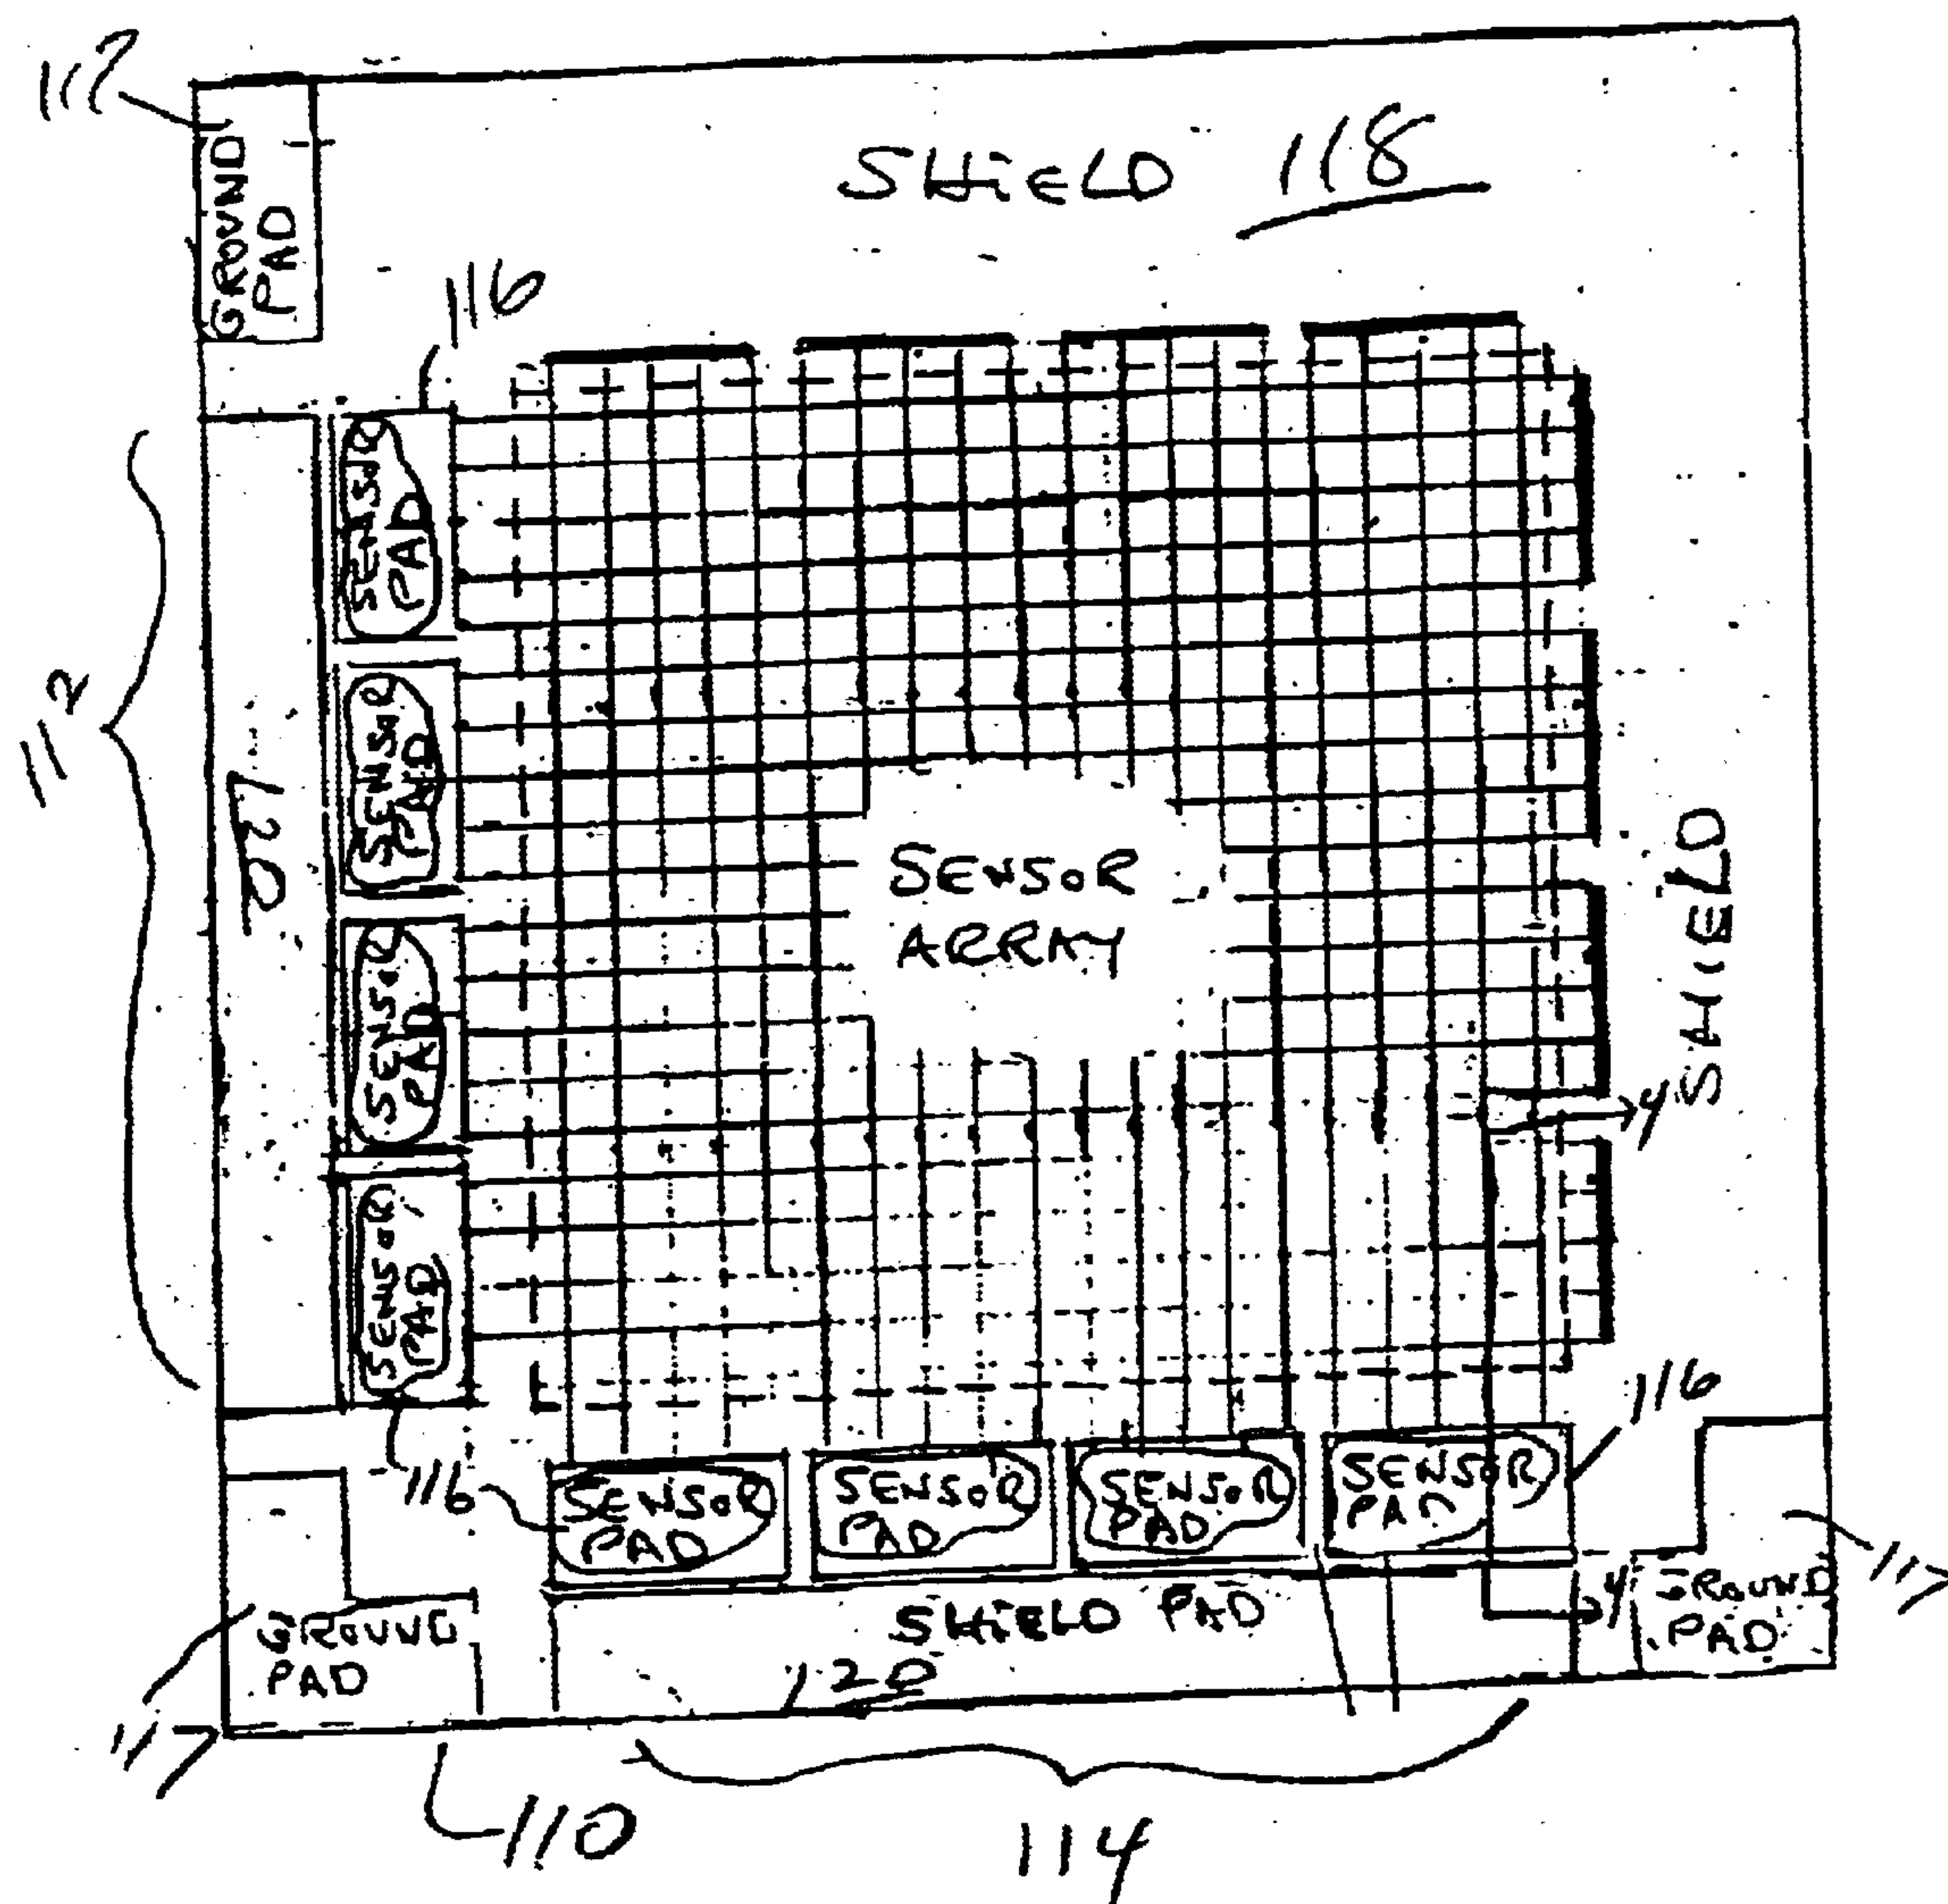 117
GROUND
PAD
SHIELD 118
116
SENSOR
PAD
112
SENSOR
PAD
120
SENSOR
ARRAY
SHIELD
SENSOR
PAD
4
SENSOR
PAD
116
116
SENSOR
PAD
SENSOR
PAD
SENSOR
PAD
SENSOR
PAD
117
GROUND
PAD
SHIELD PAD
4
GROUND
PAD
120
117
110
114